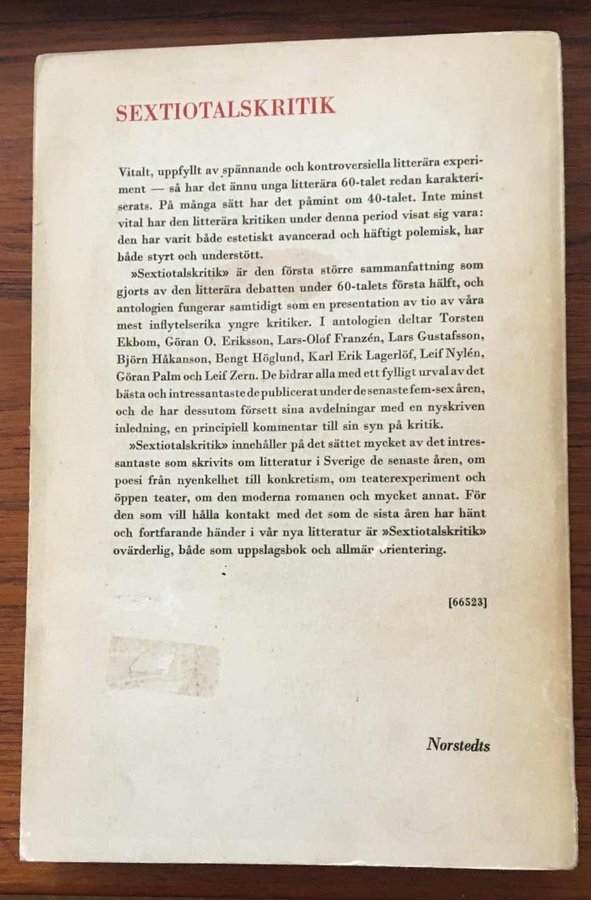 SEXTIOTALSKRITIK
Vitalt, uppfyllt av spännande och kontroversiella litterära experi-
ment — så har det ännu unga litterära 60-talet redan karakteri-
serats. På många sätt har det påmint om 40-talet. Inte minst
vital har den litterära kritiken under denna period visat sig vara:
den har varit både estetiskt avancerad och häftigt polemisk, har
både styrt och understött.
»Sextiotalskritik» är den första större sammanfattning som
gjorts av den litterära debatten under 60-talets första hälft, och
antologien fungerar samtidigt som en presentation av tio av våra
mest inflytelserika yngre kritiker. I antologien deltar Torsten
Ekbom, Göran O. Eriksson, Lars-Olof Franzén, Lars Gustafsson,
Björn Håkanson, Bengt Höglund, Karl Erik Lagerlöf, Leif Nylén,
Göran Palm och Leif Zern. De bidrar alla med ett fylligt urval av det
bästa och intressantaste de publicerat under de senaste fem-sex åren,
och de har dessutom försett sina avdelningar med en nyskriven
inledning, en principiell kommentar till sin syn på kritik.
»Sextiotalskritik» innehåller på det sättet mycket av det intres-
santaste som skrivits om litteratur i Sverige de senaste åren, om
poesi från nyenkelhet till konkretism, om teaterexperiment och
öppen teater, om den moderna romanen och mycket annat. För
den som vill hålla kontakt med det som de sista åren har hänt
och fortfarande händer i vår nya litteratur är »Sextiotalskritik»
ovärderlig, både som uppslagsbok och allmän orientering.
[66523]
Norstedts